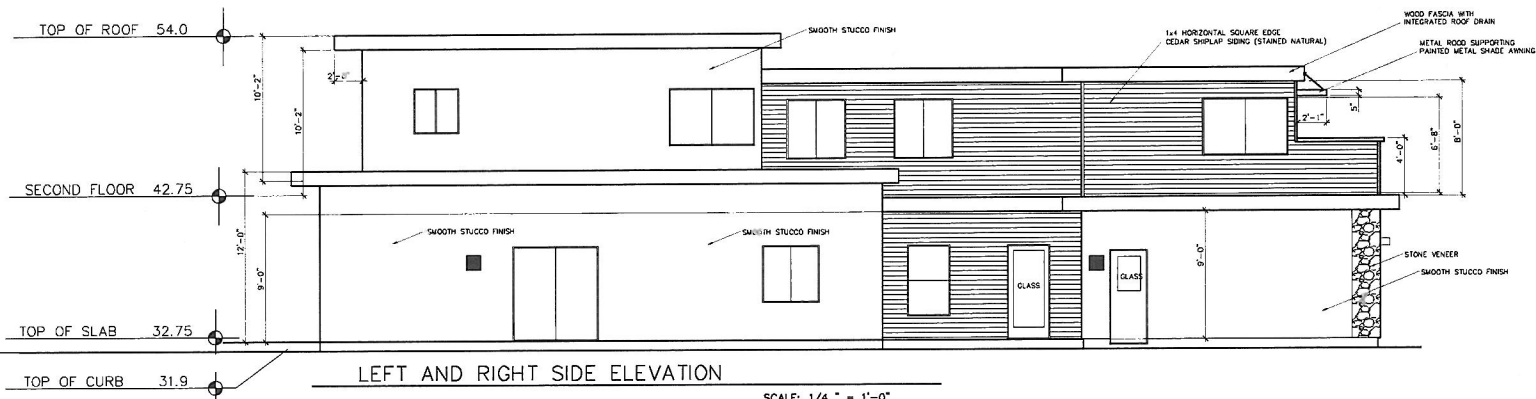 TOP OF ROOF 54.0
SMOOTH STUCCO FINISH
1x4 HORIZONTAL SQUARE EDGE
CEDAR SHIPLAP SIDING (STAINED NATURAL)
WOOD FASCIA WITH
INTEGRATED ROOF DRAIN
METAL ROOD SUPPORTING
PAINTED METAL SHADE AWNING
10'-2"
10'-2"
5"
2'-1"
4'-0"
6'-8"
8'-0"
SECOND FLOOR 42.75
12'-0"
9'-0"
SMOOTH STUCCO FINISH
SMOOTH STUCCO FINISH
GLASS
GLASS
9'-0"
STONE VENEER
SMOOTH STUCCO FINISH
TOP OF SLAB 32.75
TOP OF CURB 31.9
LEFT AND RIGHT SIDE ELEVATION
SCALE: 1/4 " = 1'-0"